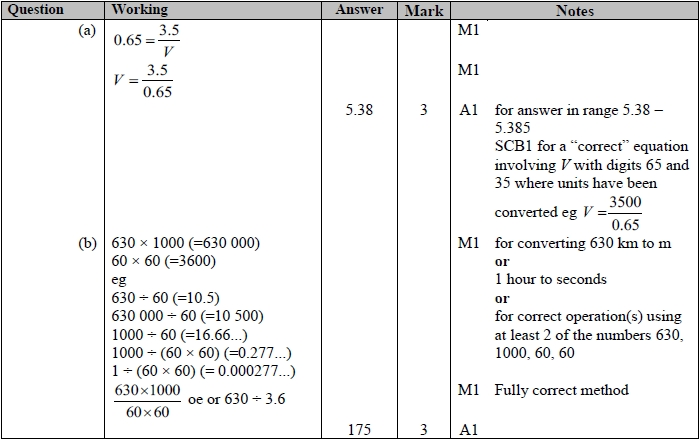 Question Working Answer Mark Notes
(a) 0.65 = 3.5/V M1
V = 3.5/0.65 M1
5.38 3 A1 for answer in range 5.38 –
5.385
SCB1 for a “correct” equation
involving V with digits 65 and
35 where units have been
converted eg V = 3500/0.65
(b) 630 × 1000 (=630 000) M1 for converting 630 km to m
60 × 60 (=3600) or
eg 1 hour to seconds
630 ÷ 60 (=10.5) or
630 000 ÷ 60 (=10 500) for correct operation(s) using
1000 ÷ 60 (=16.66...) at least 2 of the numbers 630,
1000 ÷ (60 × 60) (=0.277...) 1000, 60, 60
1 ÷ (60 × 60) (= 0.000277...)
630×1000/60×60 oe or 630 ÷ 3.6 M1 Fully correct method
175 3 A1